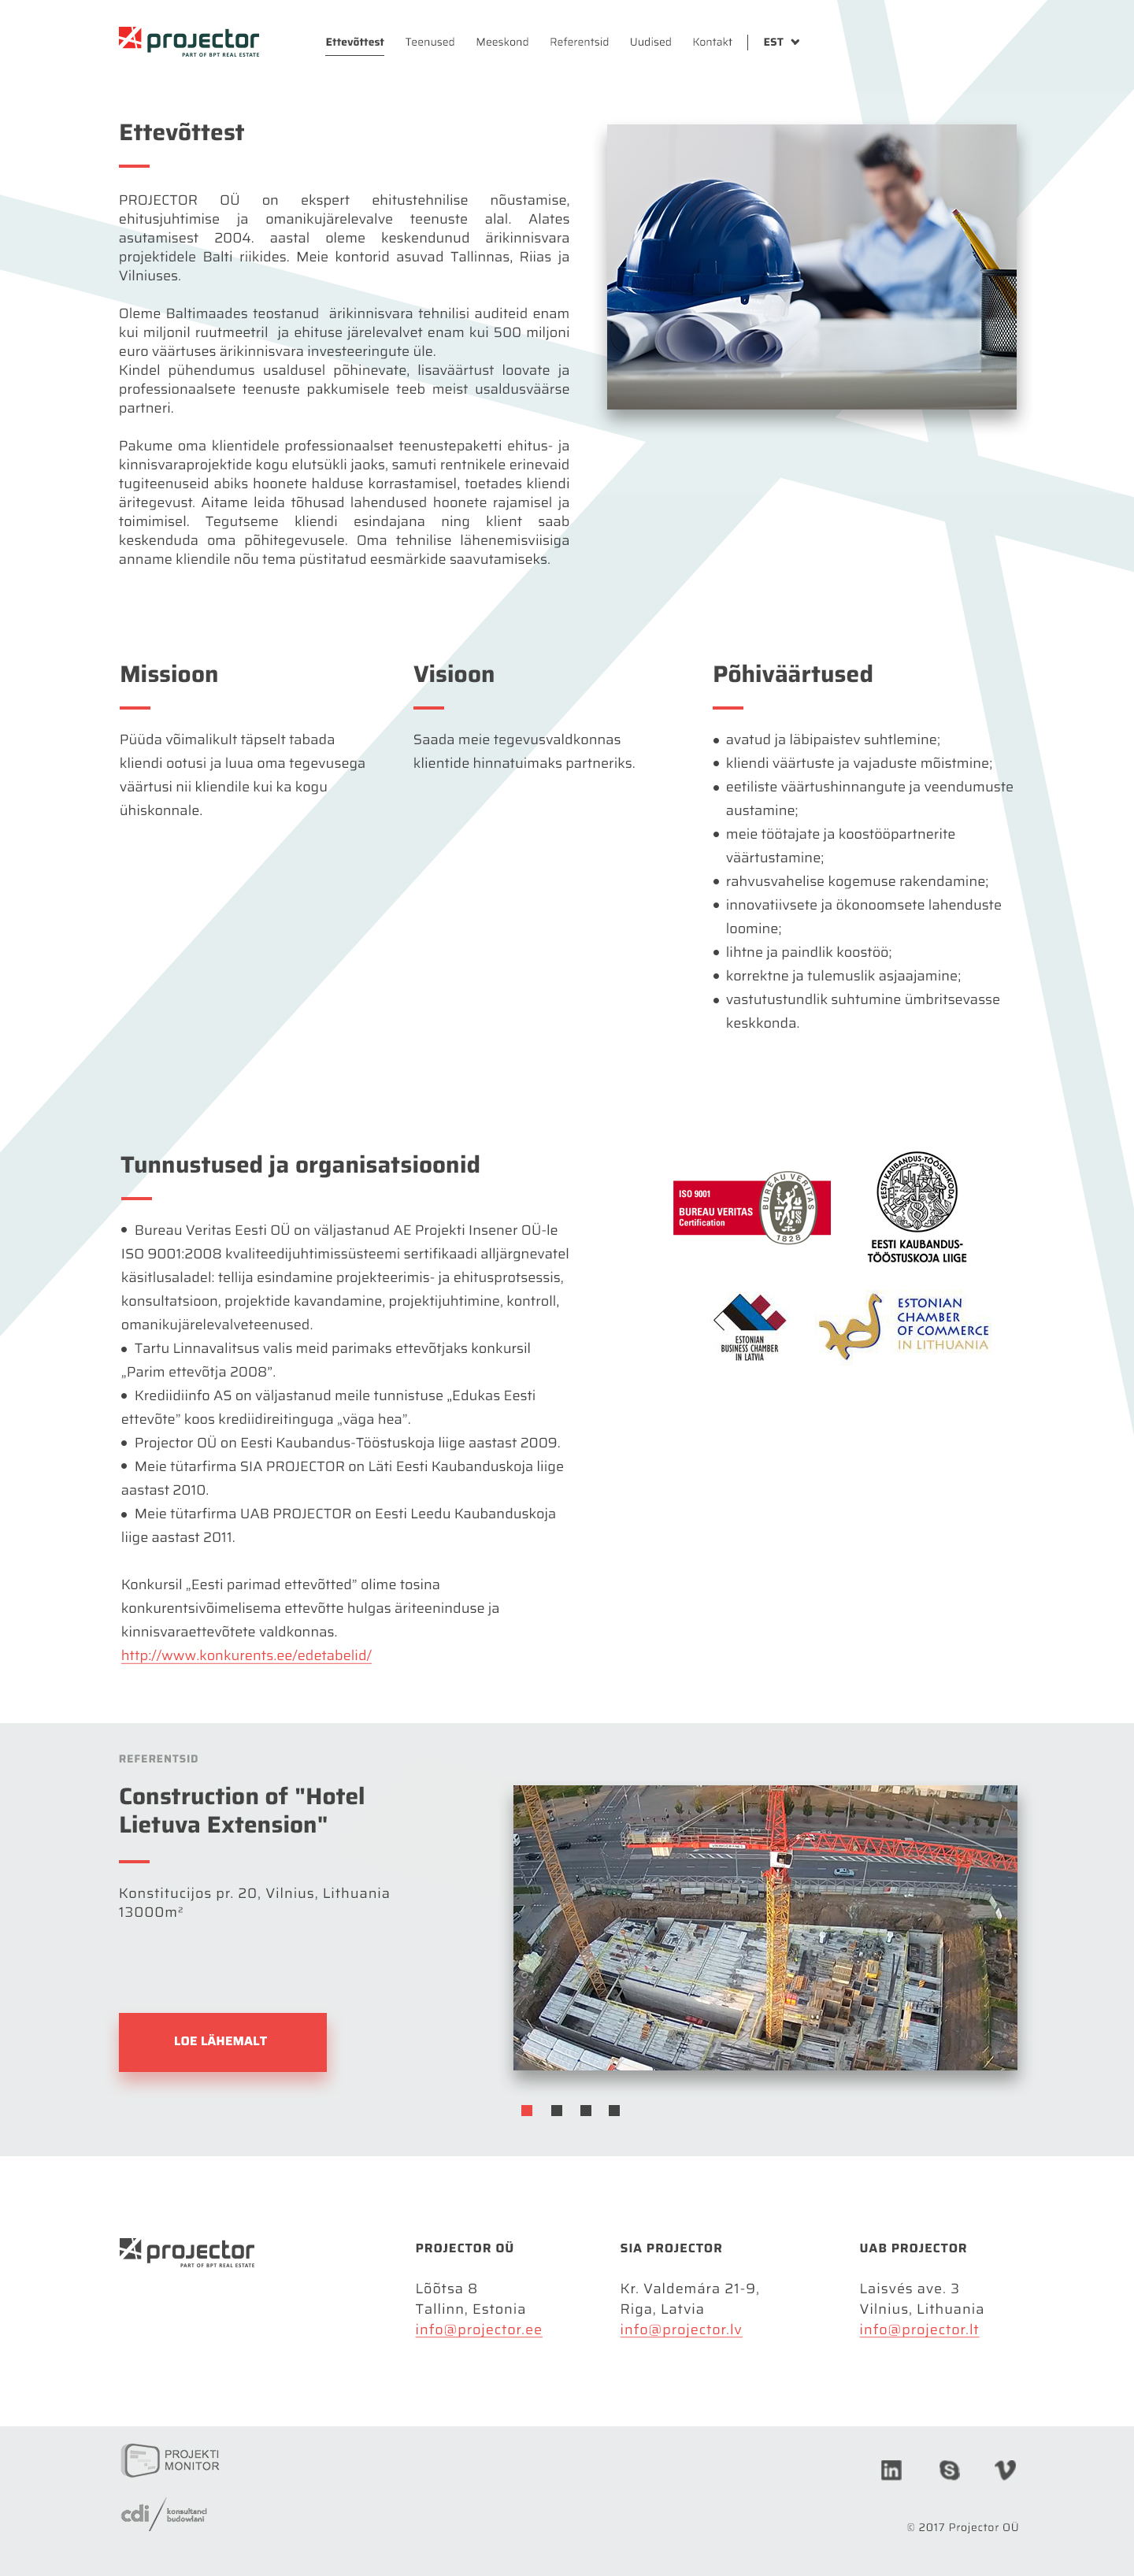 projector
PART OF BPT REAL ESTATE
Ettevõttest Teenused Meeskond Referentsid Uudised Kontakt EST
Ettevõttest
PROJECTOR OÜ on ekspert ehitustehnilise nõustamise,
ehitusjuhtimise ja omanikujärelevalve teenuste alal. Alates
asutamisest 2004. aastal oleme keskendunud ärikinnisvara
projektidele Balti riikides. Meie kontorid asuvad Tallinnas, Riias ja
Vilniuses.
Oleme Baltimaades teostanud ärikinnisvara tehnilisi auditeid enam
kui miljonil ruutmeetril ja ehituse järelevalvet enam kui 500 miljoni
euro väärtuses ärikinnisvara investeeringute üle.
Kindel pühendumus usaldusel põhinevate, lisaväärtust loovate ja
professionaalsete teenuste pakkumisele teeb meist usaldusväärse
partneri.
Pakume oma klientidele professionaalset teenustepaketti ehitus- ja
kinnisvaraprojektide kogu elutsükli jaoks, samuti rentnikele erinevaid
tugiteenuseid abiks hoonete halduse korrastamisel, toetades kliendi
äritegevust. Aitame leida tõhusad lahendused hoonete rajamisel ja
toimimisel. Tegutseme kliendi esindajana ning klient saab
keskenduda oma põhitegevusele. Oma tehnilise lähenemisviisiga
anname kliendile nõu tema püstitatud eesmärkide saavutamiseks.
Missioon
Püüda võimalikult täpselt tabada
kliendi ootusi ja luua oma tegevusega
väärtusi nii kliendile kui ka kogu
ühiskonnale.
Visioon
Saada meie tegevusvaldkonnas
klientide hinnatuimaks partneriks.
Põhiväärtused
• avatud ja läbipaistev suhtlemine;
• kliendi väärtuste ja vajaduste mõistmine;
• eetiliste väärtushinnangute ja veendumuste
austamine;
• meie töötajate ja koostööpartnerite
väärtustamine;
• rahvusvahelise kogemuse rakendamine;
• innovatiivsete ja ökonoomsete lahenduste
loomine;
• lihtne ja paindlik koostöö;
• korrektne ja tulemuslik asjaajamine;
• vastutustundlik suhtumine ümbritsevasse
keskkonda.
Tunnustused ja organisatsioonid
• Bureau Veritas Eesti OÜ on väljastanud AE Projekti Insener OÜ-le
ISO 9001:2008 kvaliteedijuhtimissüsteemi sertifikaadi alljärgnevatel
käsitlusaladel: tellija esindamine projekteerimis- ja ehitusprotsessis,
konsultatsioon, projektide kavandamine, projektijuhtimine, kontroll,
omanikujärelevalveteenused.
• Tartu Linnavalitsus valis meid parimaks ettevõtjaks konkursil
„Parim ettevõtja 2008”.
• Krediidiinfo AS on väljastanud meile tunnistuse „Edukas Eesti
ettevõte” koos krediidireitinguga „väga hea”.
• Projector OÜ on Eesti Kaubandus-Tööstuskoja liige aastast 2009.
• Meie tütarfirma SIA PROJECTOR on Läti Eesti Kaubanduskoja liige
aastast 2010.
• Meie tütarfirma UAB PROJECTOR on Eesti Leedu Kaubanduskoja
liige aastast 2011.
Konkursil „Eesti parimad ettevõtted” olime tosina
konkurentsivõimelisema ettevõtte hulgas äriteeninduse ja
kinnisvaraettevõtete valdkonnas.
http://www.konkurents.ee/edetabelid/
ISO 9001
BUREAU VERITAS
Certification
BUREAU VERITAS
1828
EESTI KAUBANDUS-TÖÖSTUSKODA
EESTI KAUBANDUS-
TÖÖSTUSKOJA LIIGE
ESTONIAN
BUSINESS CHAMBER
IN LATVIA
ESTONIAN
CHAMBER
OF COMMERCE
IN LITHUANIA
REFERENTSID
Construction of "Hotel
Lietuva Extension"
Konstitucijos pr. 20, Vilnius, Lithuania
13000m²
LOE LÄHEMALT
projector
PART OF BPT REAL ESTATE
PROJECTOR OÜ
Lõõtsa 8
Tallinn, Estonia
info@projector.ee
SIA PROJECTOR
Kr. Valdemára 21-9,
Riga, Latvia
info@projector.lv
UAB PROJECTOR
Laisvés ave. 3
Vilnius, Lithuania
info@projector.lt
PROJEKTI
MONITOR
cdi konsultanci
budowlani
in
S
© 2017 Projector OÜ